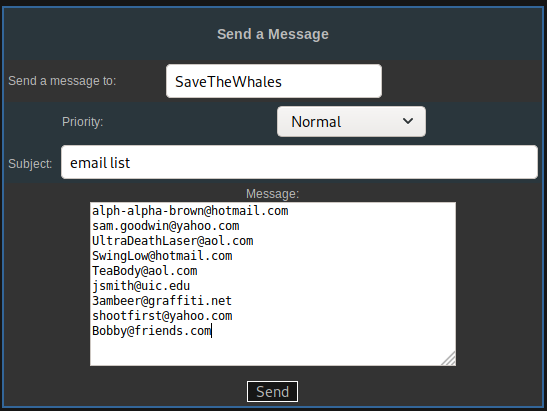 Send a Message
Send a message to: SaveTheWhales
Priority: Normal
Subject: email list
Message:
alph-alpha-brown@hotmail.com
sam.goodwin@yahoo.com
UltraDeathLaser@aol.com
SwingLow@hotmail.com
TeaBody@aol.com
jsmith@uic.edu
3ambeer@graffiti.net
shootfirst@yahoo.com
Bobby@friends.com
Send